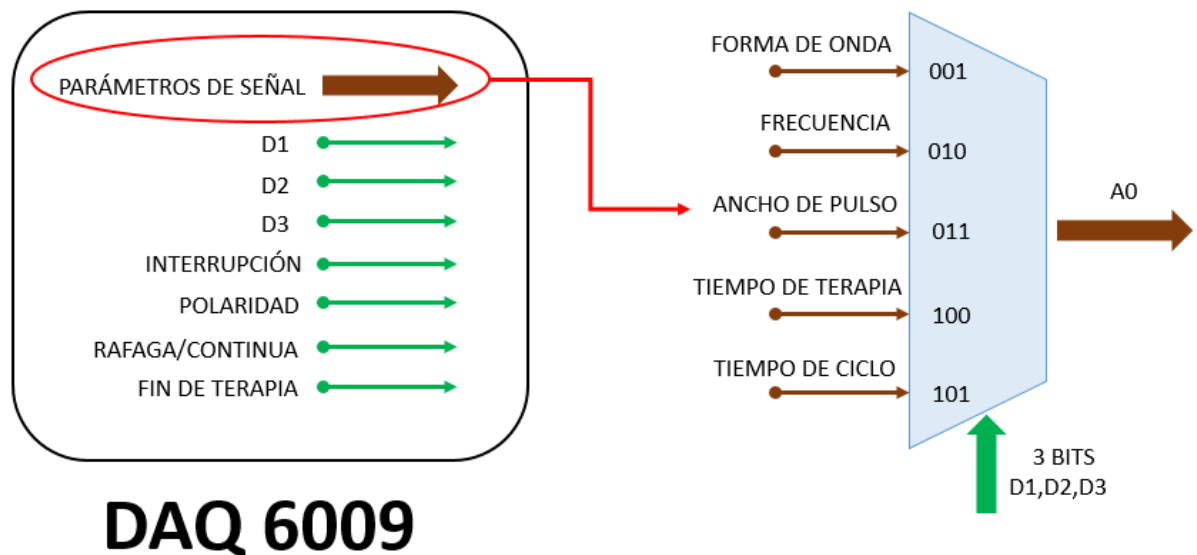 PARÁMETROS DE SEÑAL
D1
D2
D3
INTERRUPCIÓN
POLARIDAD
RAFAGA/CONTINUA
FIN DE TERAPIA
DAQ 6009
FORMA DE ONDA
001
FRECUENCIA
010
ANCHO DE PULSO
011
TIEMPO DE TERAPIA
100
TIEMPO DE CICLO
101
A0
3 BITS
D1,D2,D3